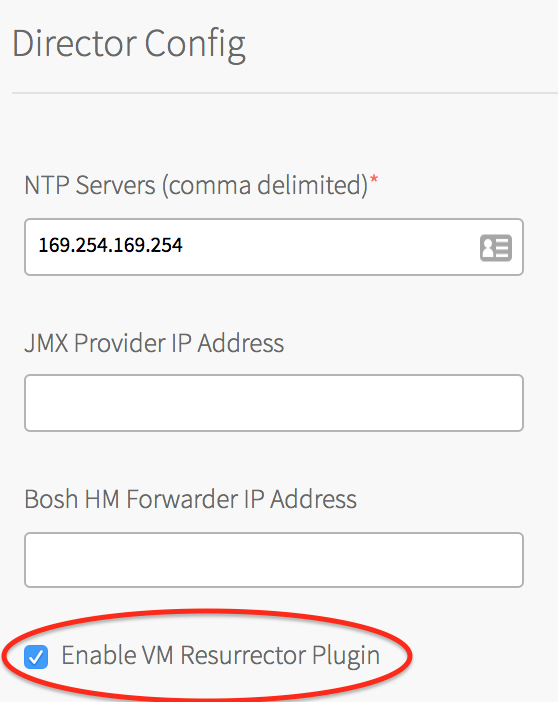 Director Config
NTP Servers (comma delimited)*
169.254.169.254
JMX Provider IP Address
Bosh HM Forwarder IP Address
Enable VM Resurrector Plugin